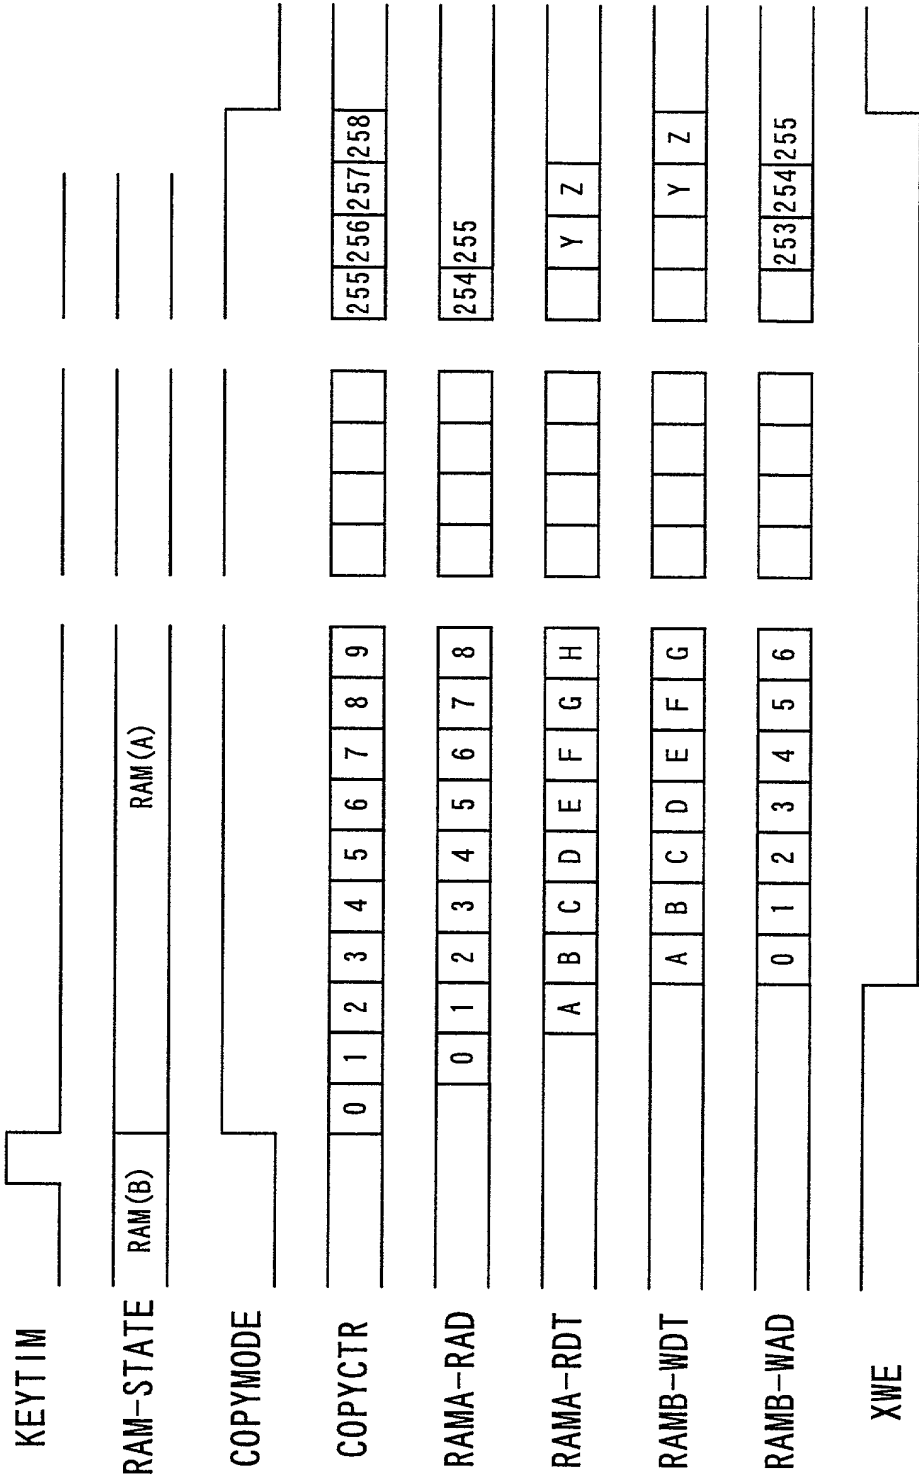 KEYTIM
RAM-STATE RAM(B) RAM(A)
COPYMODE
COPYCTR 0 1 2 3 4 5 6 7 8 9 255 256 257 258
RAMA-RAD 0 1 2 3 4 5 6 7 8 254 255
RAMA-RDT A B C D E F G H Y Z
RAMB-WDT A B C D E F G Y Z
RAMB-WAD 0 1 2 3 4 5 6 253 254 255
XWE